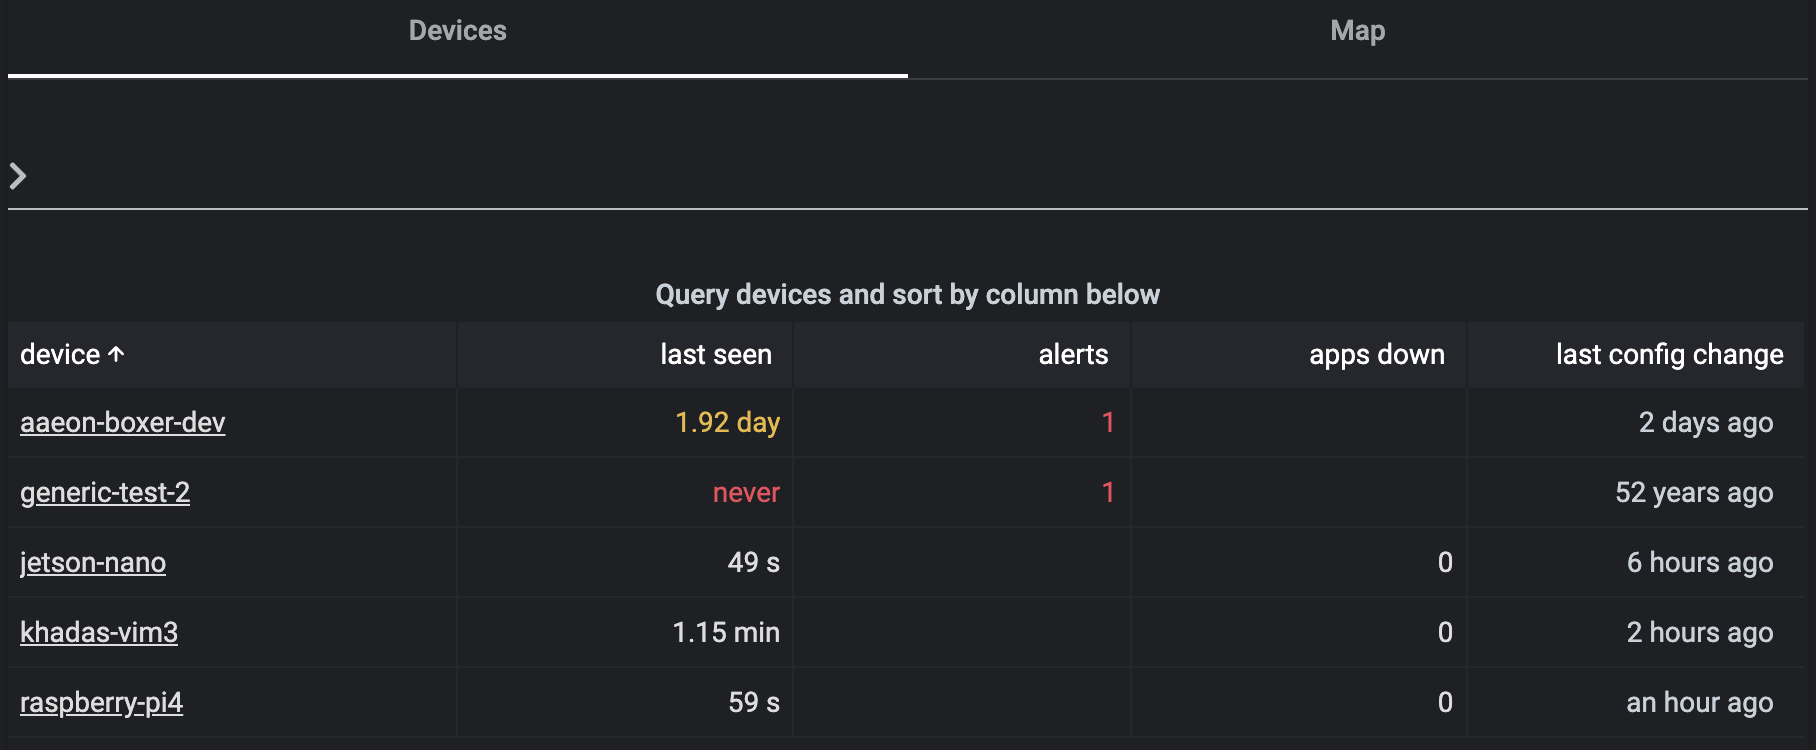 Devices Map
Query devices and sort by column below
device ↑ last seen alerts apps down last config change
aaeon-boxer-dev 1.92 day 1 2 days ago
generic-test-2 never 1 52 years ago
jetson-nano 49 s 0 6 hours ago
khadas-vim3 1.15 min 0 2 hours ago
raspberry-pi4 59 s 0 an hour ago